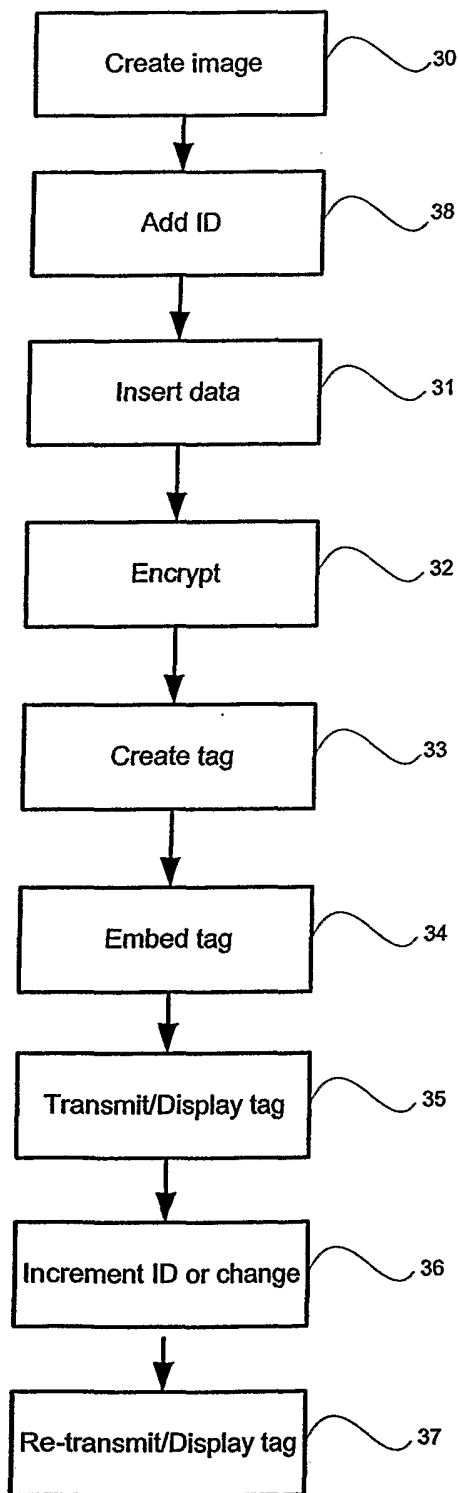 Create image
30
Add ID
38
Insert data
31
Encrypt
32
Create tag
33
Embed tag
34
Transmit/Display tag
35
Increment ID or change
36
Re-transmit/Display tag
37